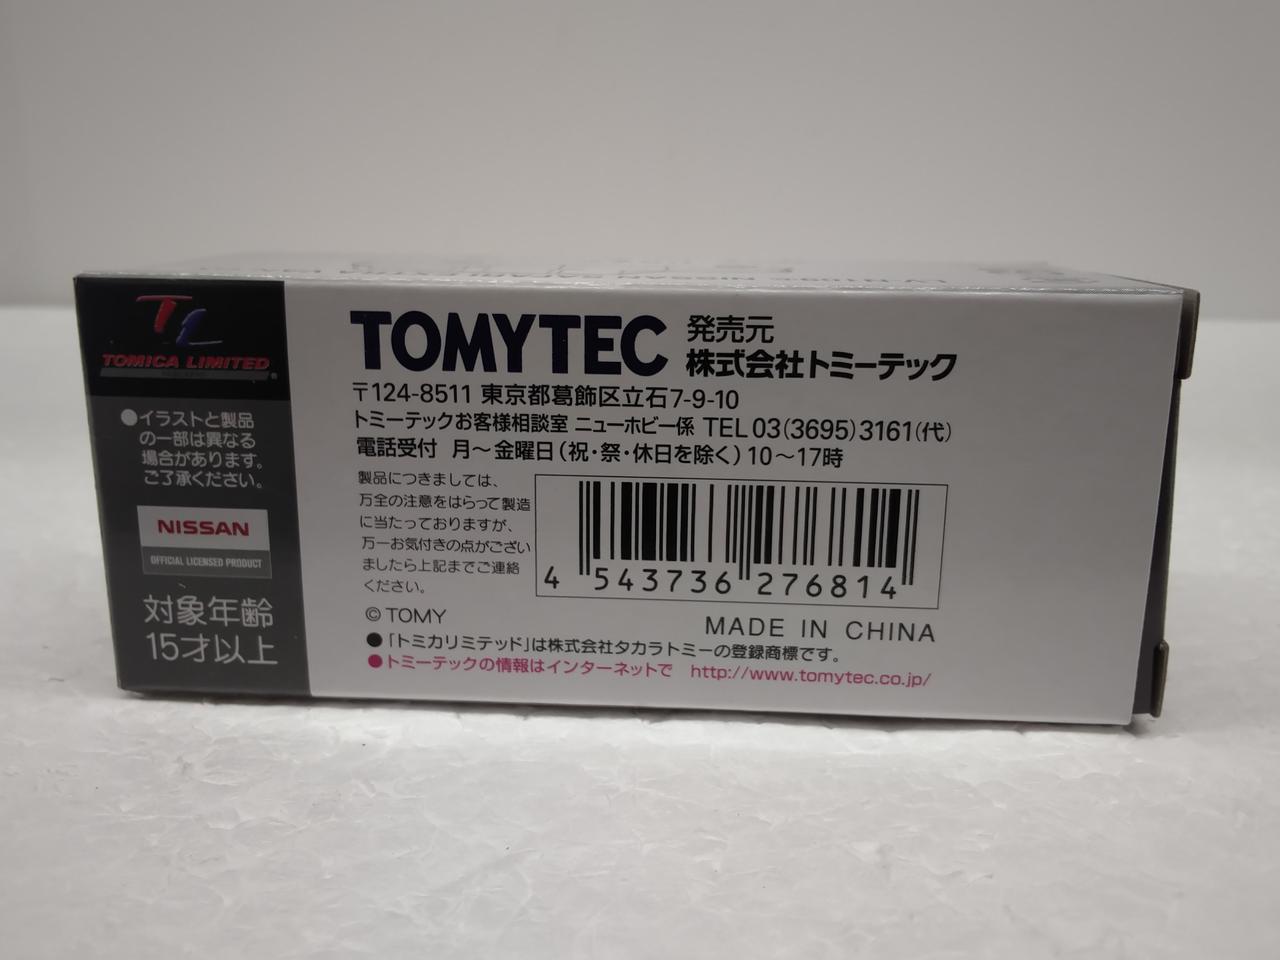 TL
TOMICA LIMITED
●イラストと製品
の一部は異なる
場合があります。
ご了承ください。
NISSAN
OFFICIAL LICENSED PRODUCT
対象年齢
15才以上
TOMYTEC 発売元
株式会社トミーテック
〒124-8511 東京都葛飾区立石7-9-10
トミーテックお客様相談室 ニューホビー係 TEL 03(3695)3161(代)
電話受付 月～金曜日(祝・祭・休日を除く)10～17時
製品につきましては、
万全の注意をはらって製造
に当たっておりますが、
万一お気付きの点がござい
ましたら上記までご連絡
ください。
4 543736 276814
© TOMY
MADE IN CHINA
●「トミカリミテッド」は株式会社タカラトミーの登録商標です。
●トミーテックの情報はインターネットで http://www.tomytec.co.jp/